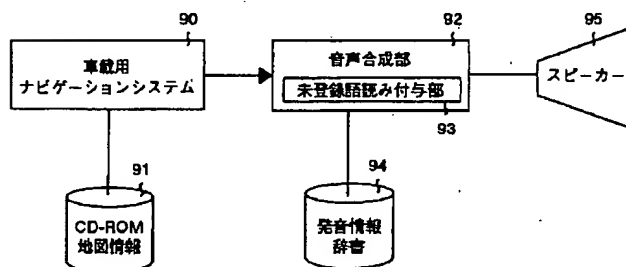 90
車載用
ナビゲーションシステム
92
音声合成部
未登録語読み付与部
93
95
スピーカー
91
CD-ROM
地図情報
94
発音情報
辞書